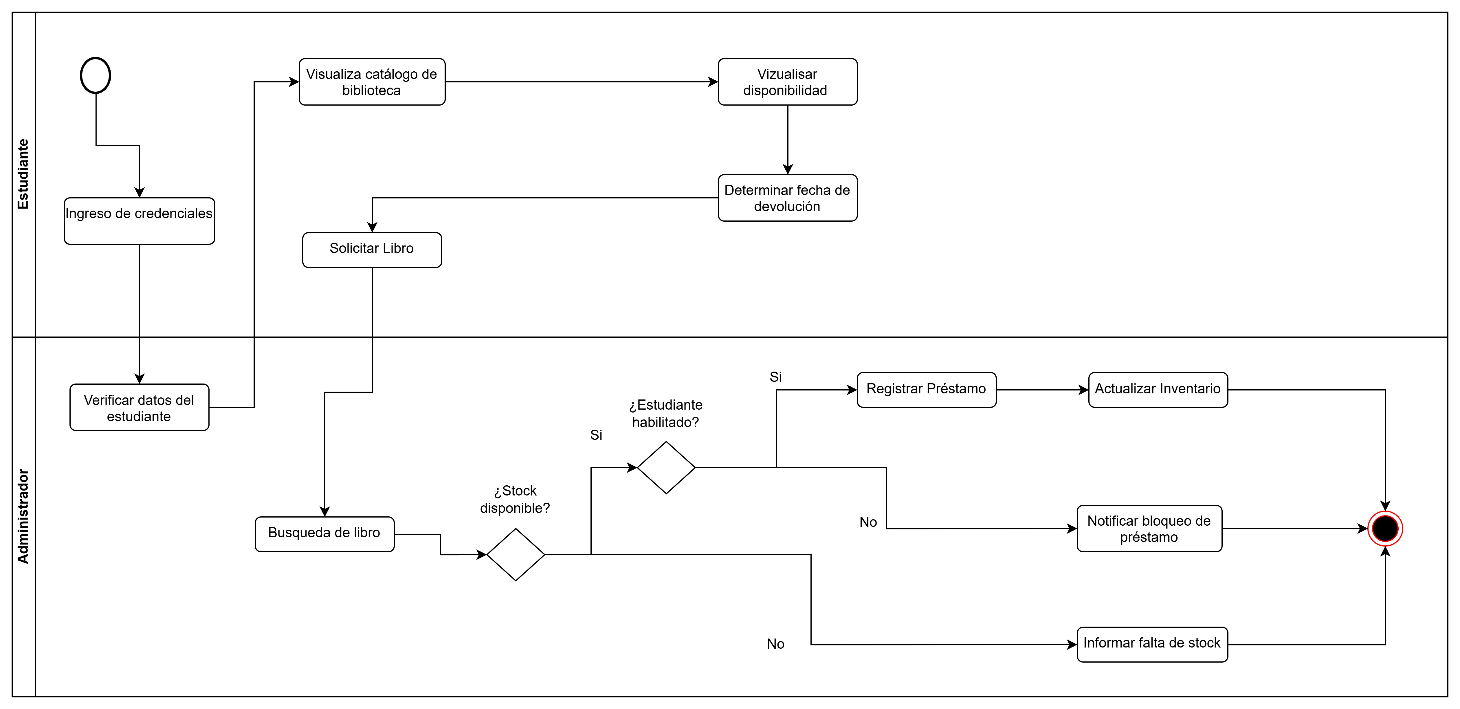 Estudiante
Visualiza catálogo de
biblioteca
Vizualisar
disponibilidad
Ingreso de credenciales
Determinar fecha de
devolución
Solicitar Libro
Administrador
Verificar datos del
estudiante
Busqueda de libro
¿Stock
disponible?
Si
¿Estudiante
habilitado?
Si
Registrar Préstamo
Actualizar Inventario
No
Notificar bloqueo de
préstamo
No
Informar falta de stock